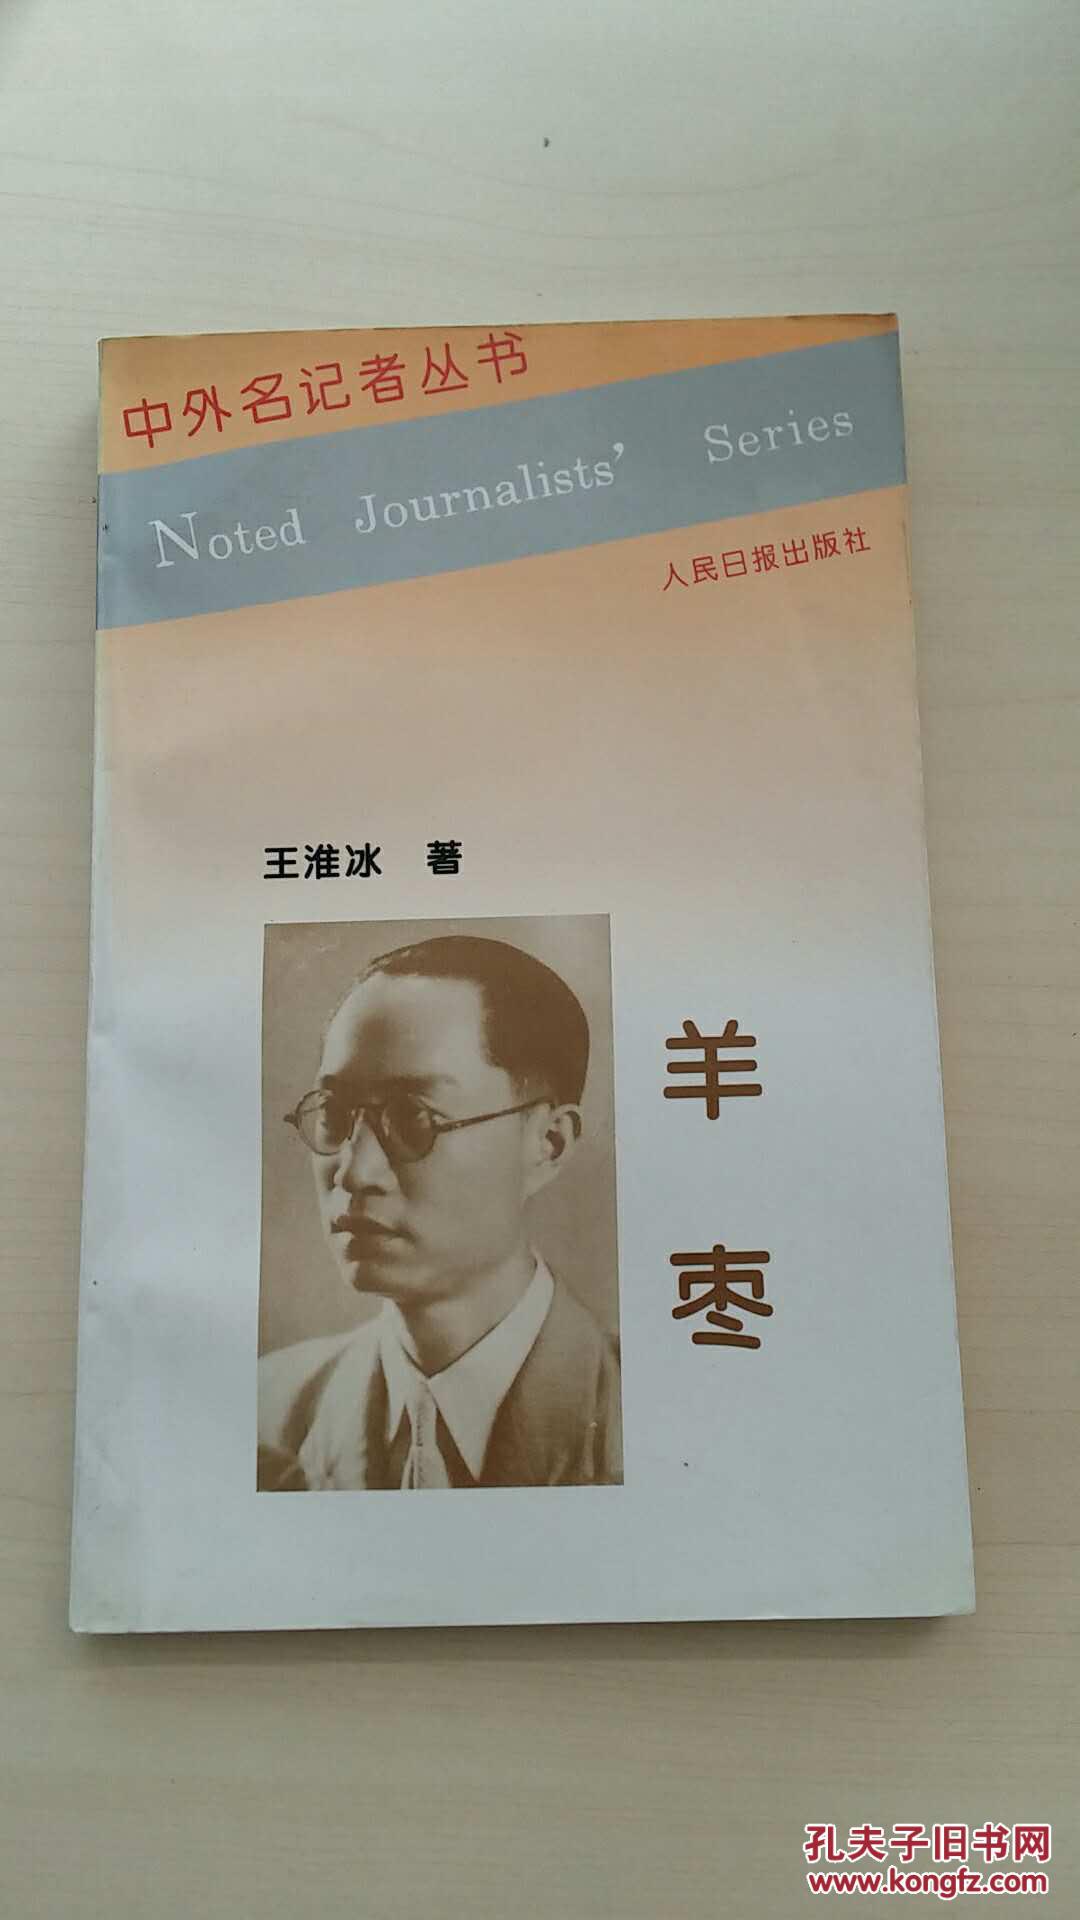 中外名记者丛书
Noted Journalists' Series
人民日报出版社
王淮冰 著
羊
枣
孔夫子旧书网
www.kongfz.com